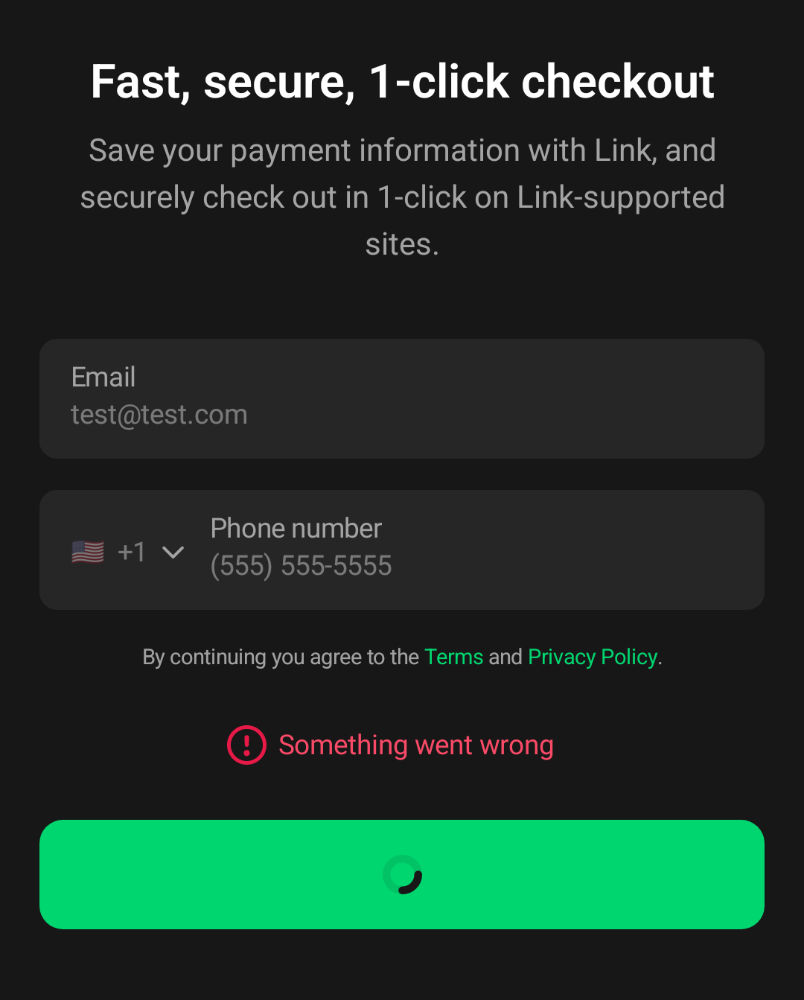 Fast, secure, 1-click checkout
Save your payment information with Link, and
securely check out in 1-click on Link-supported
sites.
Email
test@test.com
Phone number
+1
(555) 555-5555
By continuing you agree to the Terms and Privacy Policy.
Something went wrong